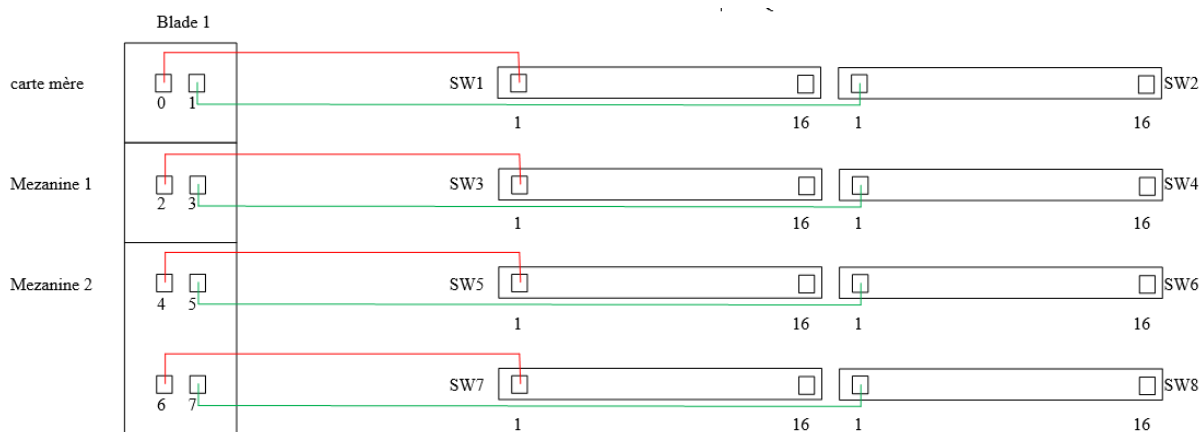 Blade 1
carte mère
0 1
SW1
1 16
1 16
SW2
Mezanine 1
2 3
SW3
1 16
1 16
SW4
Mezanine 2
4 5
SW5
1 16
1 16
SW6
6 7
SW7
1 16
1 16
SW8